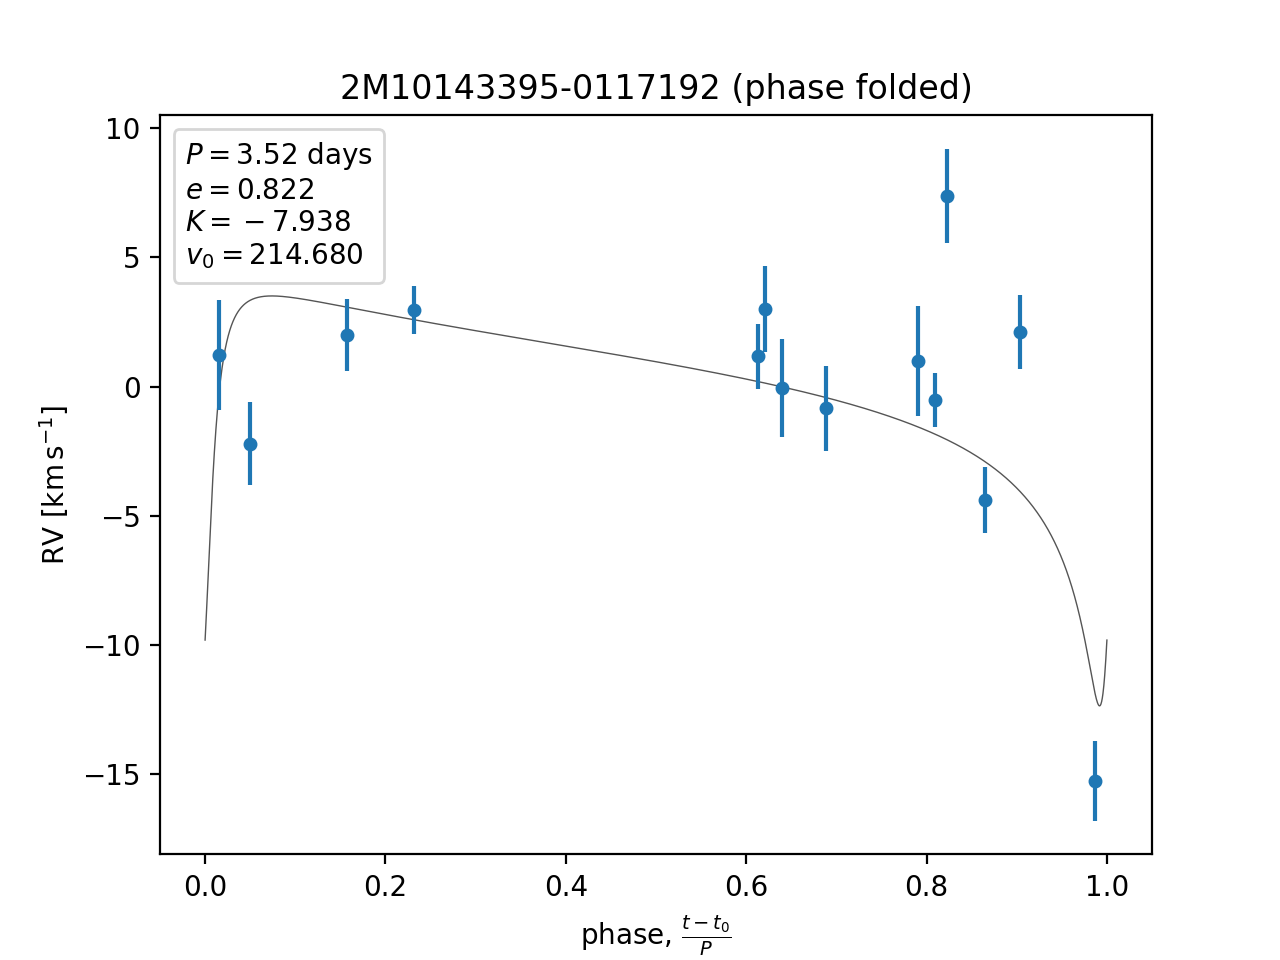 2M10143395-0117192 (phase folded)
P = 3.52 days
e = 0.822
K = −7.938
v₀ = 214.680
10
5
0
−5
−10
−15
RV [km s⁻¹]
0.0 0.2 0.4 0.6 0.8 1.0
phase, (t − t₀)/P